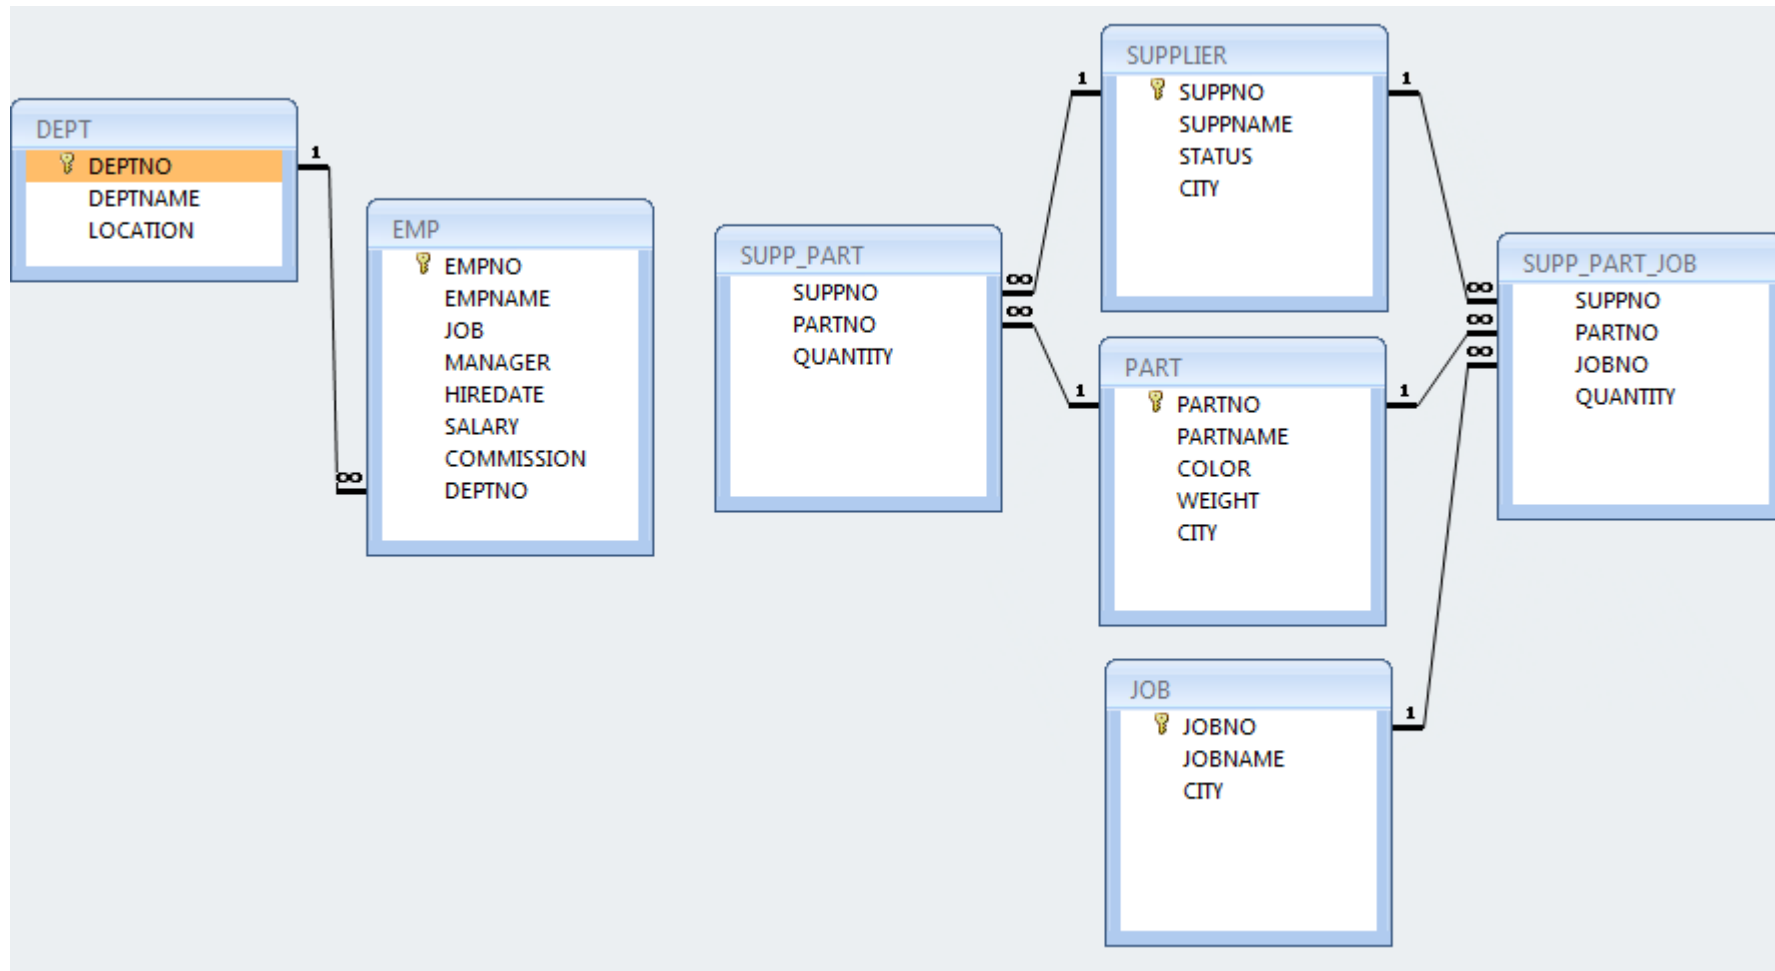 DEPT
DEPTNO
DEPTNAME
LOCATION
1
∞
EMP
EMPNO
EMPNAME
JOB
MANAGER
HIREDATE
SALARY
COMMISSION
DEPTNO
SUPP_PART
SUPPNO
PARTNO
QUANTITY
∞
∞
1
1
SUPPLIER
SUPPNO
SUPPNAME
STATUS
CITY
1
PART
PARTNO
PARTNAME
COLOR
WEIGHT
CITY
1
JOB
JOBNO
JOBNAME
CITY
1
∞
∞
∞
SUPP_PART_JOB
SUPPNO
PARTNO
JOBNO
QUANTITY